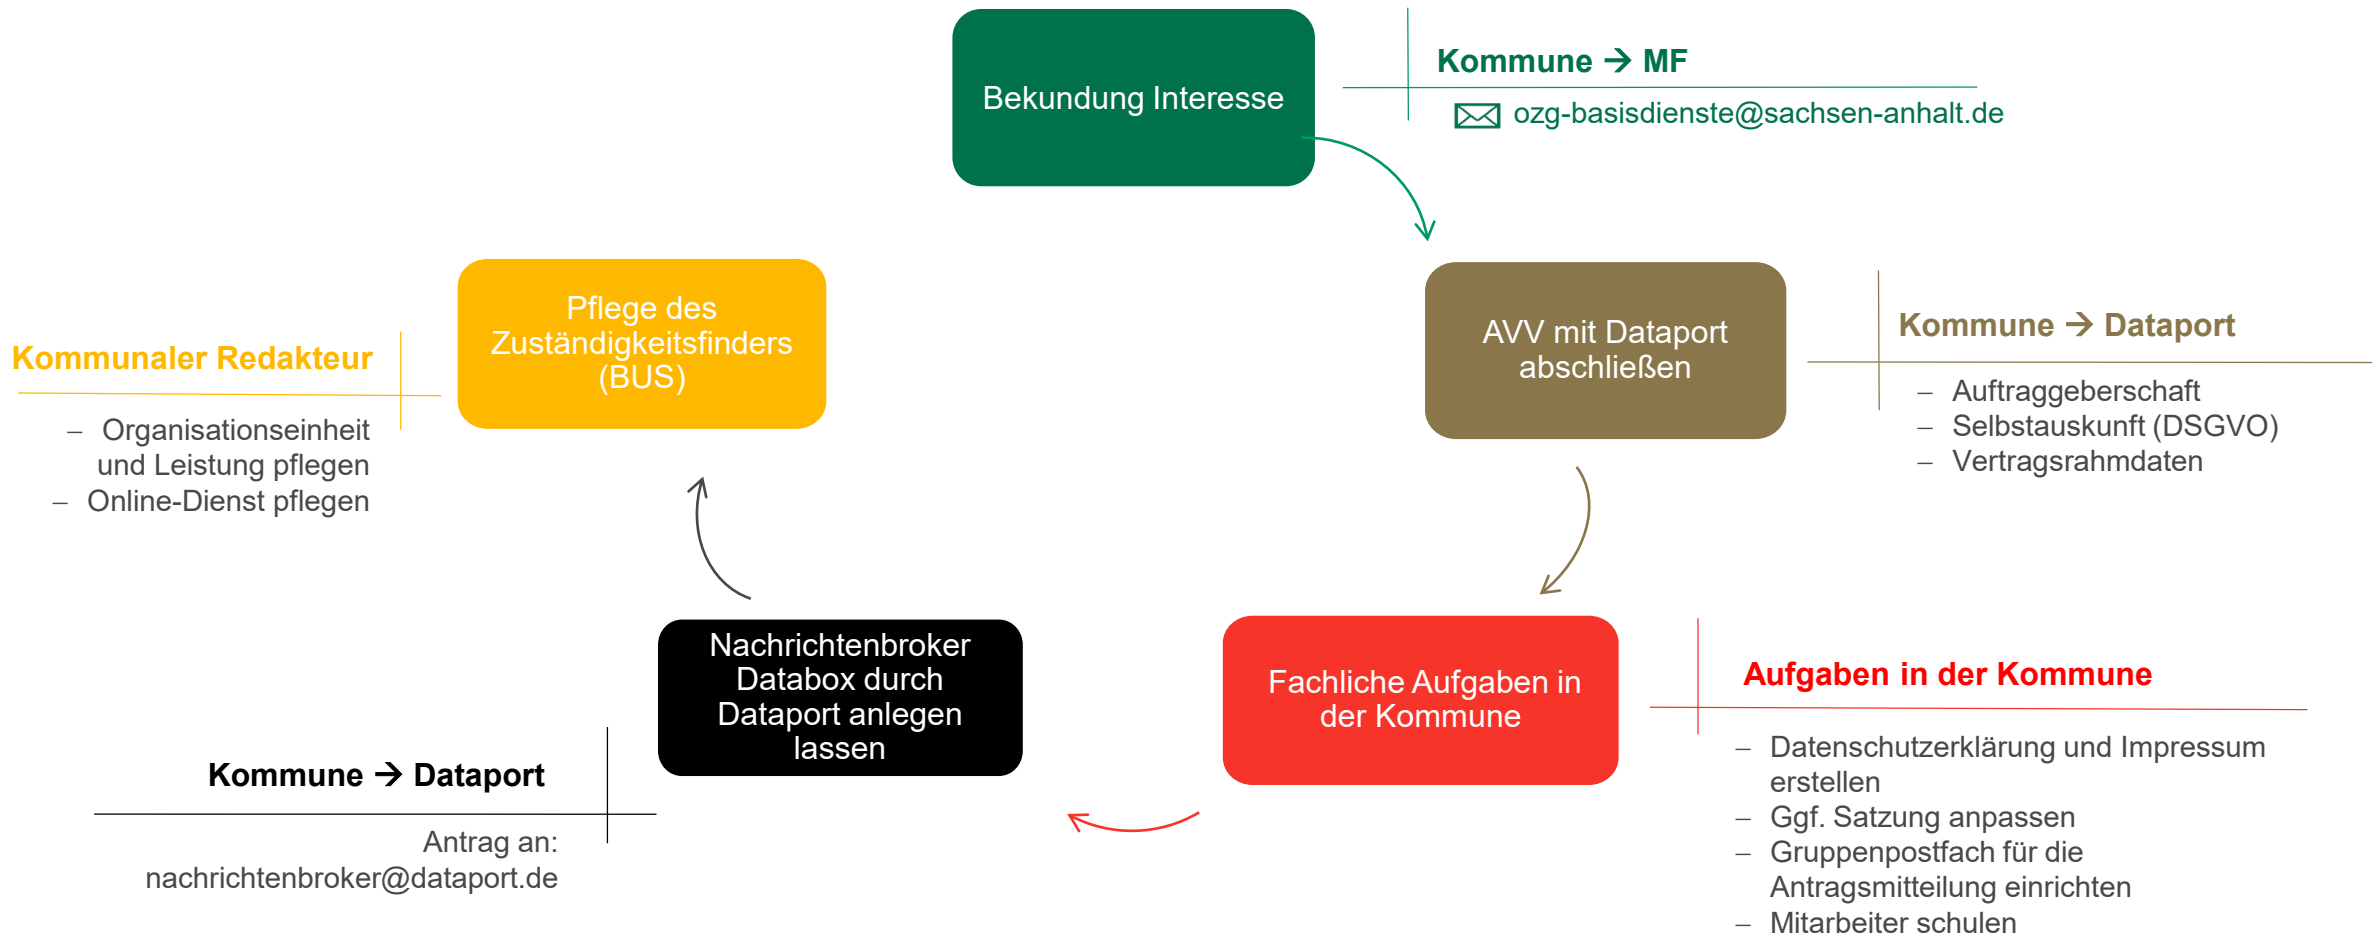 Bekundung Interesse
Kommune → MF
ozg-basisdienste@sachsen-anhalt.de
AVV mit Dataport
abschließen
Kommune → Dataport
– Auftraggeberschaft
– Selbstauskunft (DSGVO)
– Vertragsrahmdaten
Fachliche Aufgaben in
der Kommune
Aufgaben in der Kommune
– Datenschutzerklärung und Impressum
erstellen
– Ggf. Satzung anpassen
– Gruppenpostfach für die
Antragsmitteilung einrichten
– Mitarbeiter schulen
Nachrichtenbroker
Databox durch
Dataport anlegen
lassen
Kommune → Dataport
Antrag an:
nachrichtenbroker@dataport.de
Pflege des
Zuständigkeitsfinders
(BUS)
Kommunaler Redakteur
– Organisationseinheit
und Leistung pflegen
– Online-Dienst pflegen